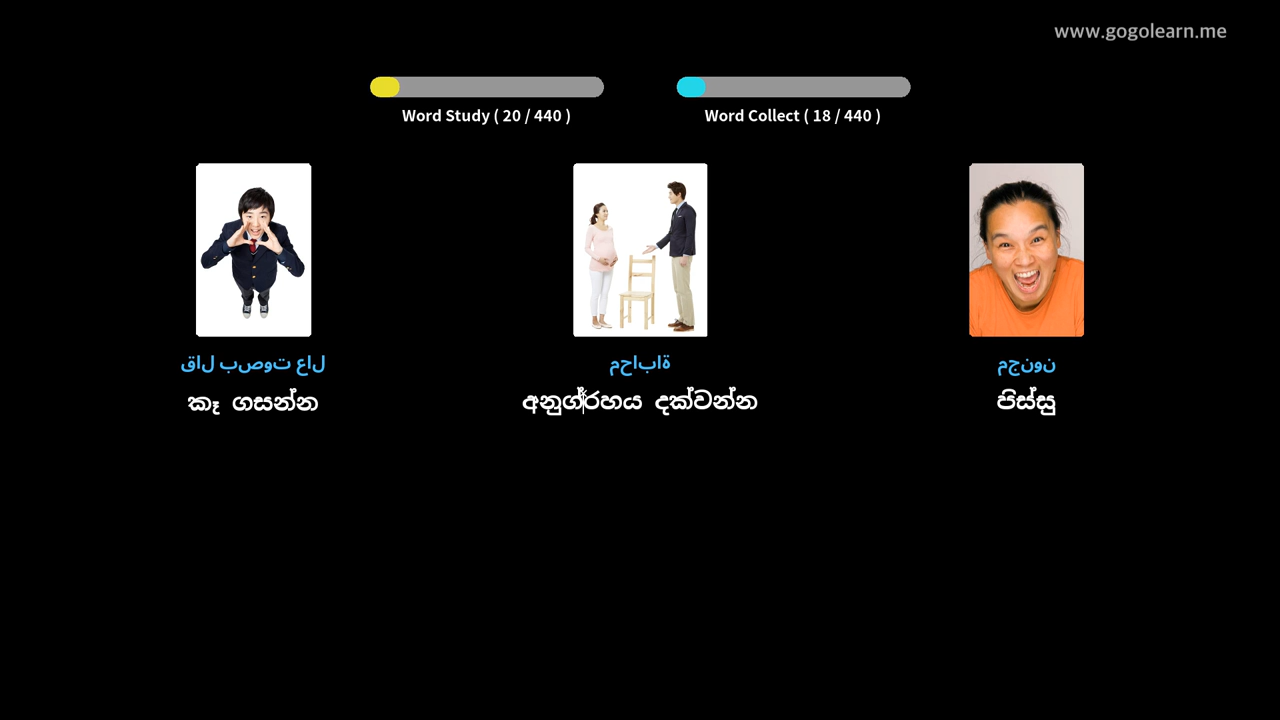 www.gogolearn.me
Word Study ( 20 / 440 )
Word Collect ( 18 / 440 )
قال بصوت عال
محاباة
مجنون
කෑ ගසන්න
අනුග්‍රහය දක්වන්න
පිස්සු